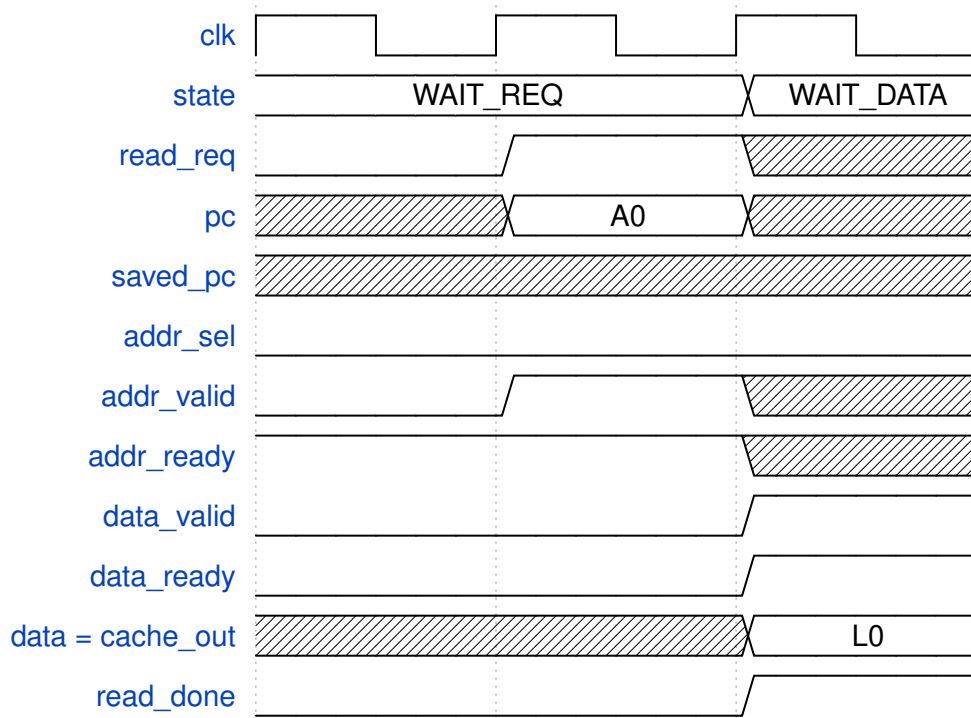 clk
state WAIT_REQ WAIT_DATA
read_req
pc A0
saved_pc
addr_sel
addr_valid
addr_ready
data_valid
data_ready
data = cache_out L0
read_done